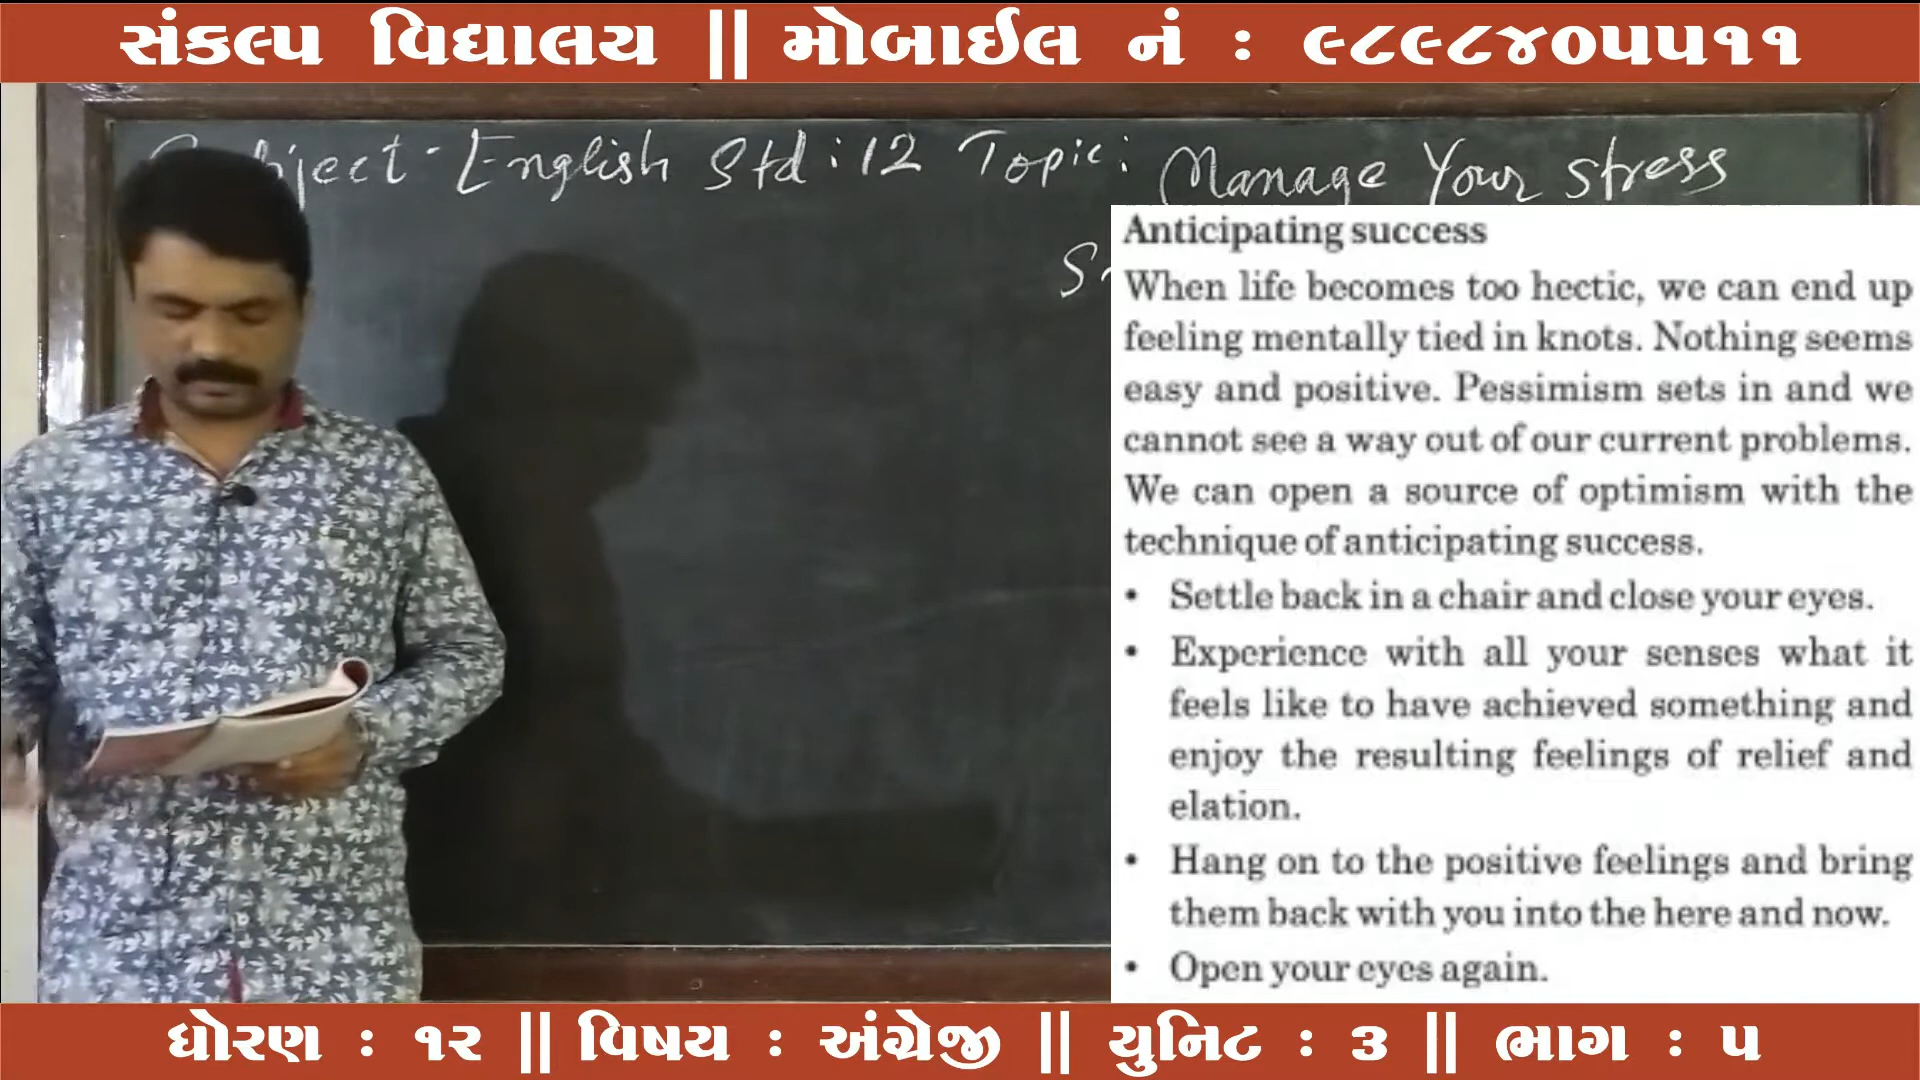 સંકલ્પ વિદ્યાલય || મોબાઈલ નં : ૯૮૯૮૪૦૫૫૧૧
Subject - English Std : 12 Topic : Manage Your Stress
Anticipating success
When life becomes too hectic, we can end up
feeling mentally tied in knots. Nothing seems
easy and positive. Pessimism sets in and we
cannot see a way out of our current problems.
We can open a source of optimism with the
technique of anticipating success.
• Settle back in a chair and close your eyes.
• Experience with all your senses what it
feels like to have achieved something and
enjoy the resulting feelings of relief and
elation.
• Hang on to the positive feelings and bring
them back with you into the here and now.
• Open your eyes again.
ધોરણ : ૧૨ || વિષય : અંગ્રેજી || યુનિટ : ૩ || ભાગ : ૫